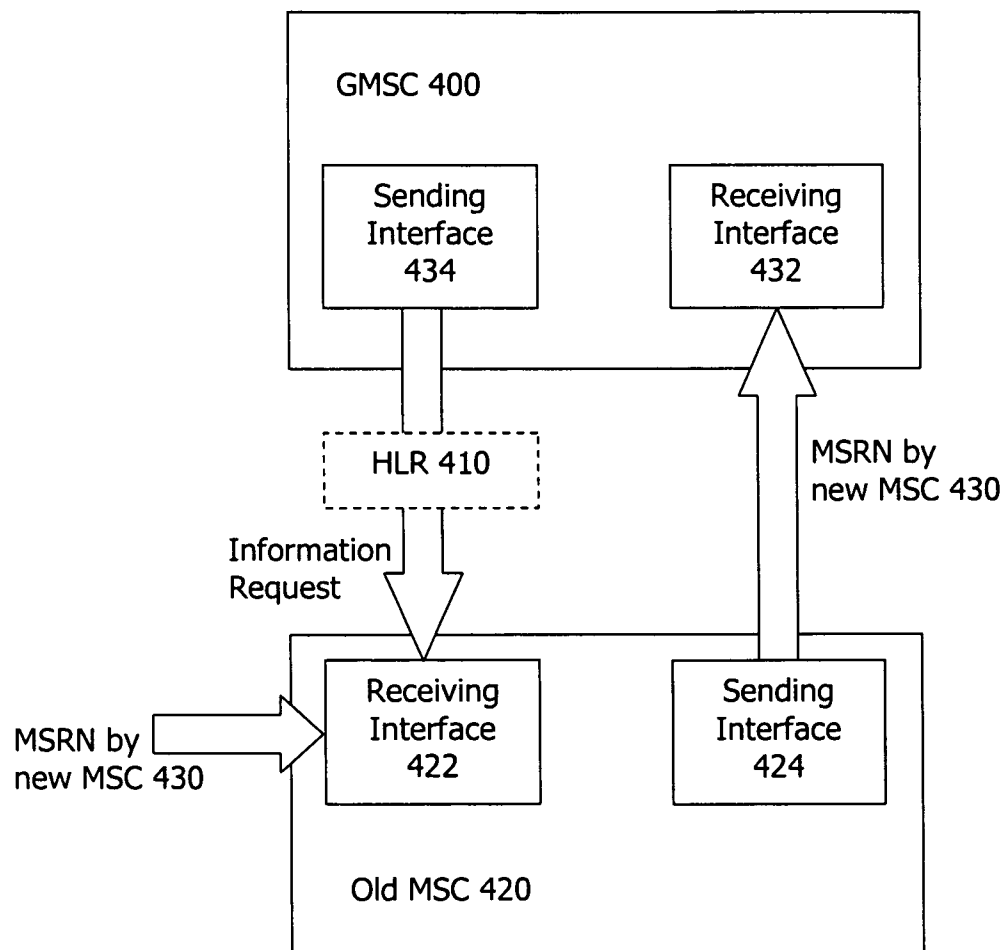 GMSC 400
Sending
Interface
434
Receiving
Interface
432
HLR 410
MSRN by
new MSC 430
Information
Request
Receiving
Interface
422
Sending
Interface
424
MSRN by
new MSC 430
Old MSC 420